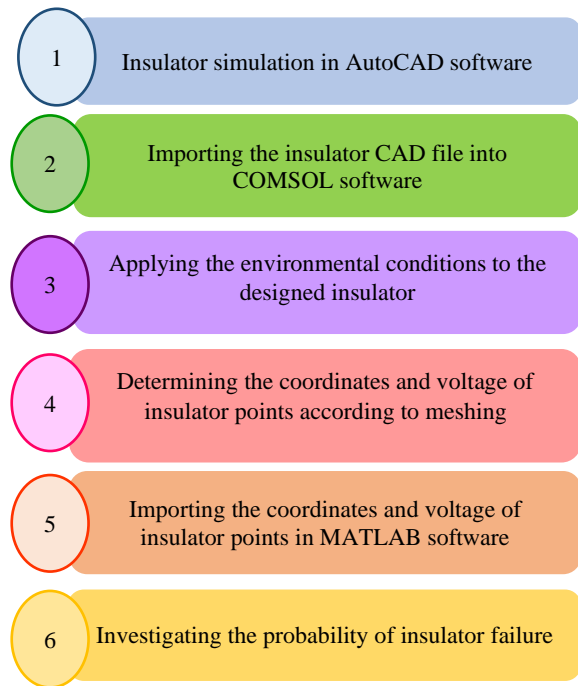 1
Insulator simulation in AutoCAD software
2
Importing the insulator CAD file into
COMSOL software
3
Applying the environmental conditions to the
designed insulator
4
Determining the coordinates and voltage of
insulator points according to meshing
5
Importing the coordinates and voltage of
insulator points in MATLAB software
6
Investigating the probability of insulator failure